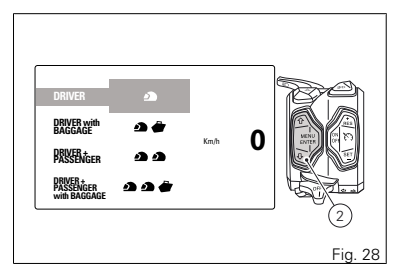 DRIVER
DRIVER with
BAGGAGE
DRIVER +
PASSENGER
DRIVER +
PASSENGER
with BAGGAGE
Km/h
0
MENU
ENTER
RES
ON
OFF
SET
2
Fig. 28